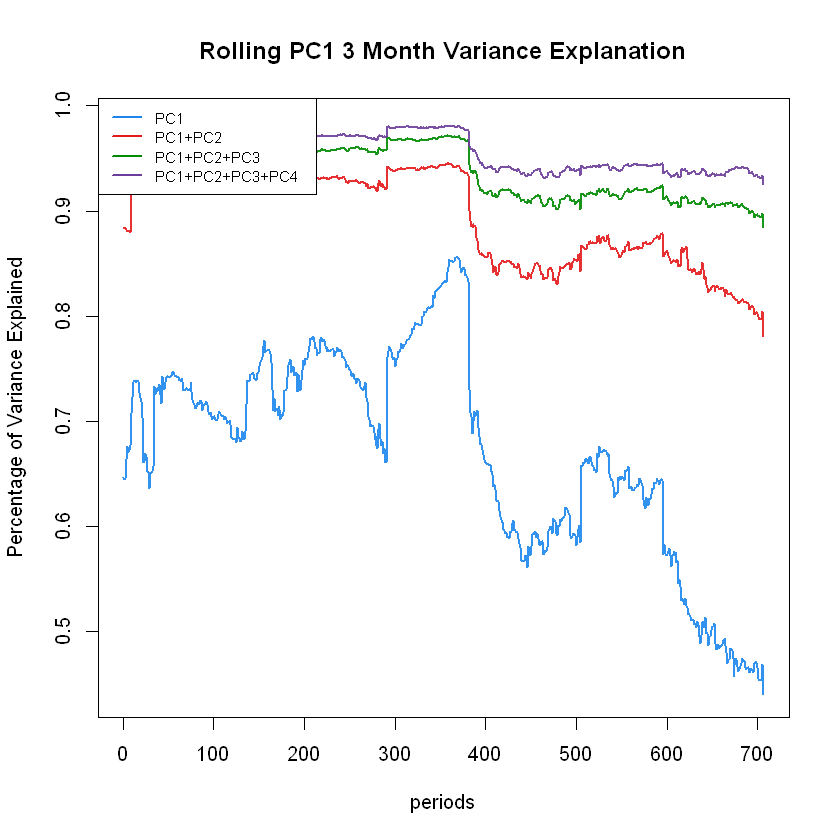 Rolling PC1 3 Month Variance Explanation
Percentage of Variance Explained
1.0
0.9
0.8
0.7
0.6
0.5
PC1
PC1+PC2
PC1+PC2+PC3
PC1+PC2+PC3+PC4
0 100 200 300 400 500 600 700
periods